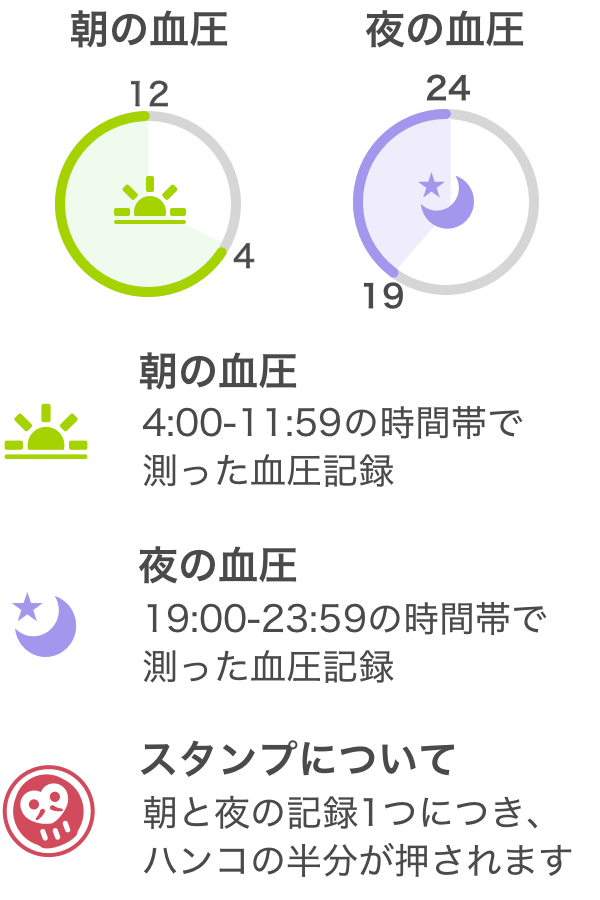 朝の血圧
夜の血圧
12
24
4
19
朝の血圧
4:00-11:59の時間帯で
測った血圧記録
夜の血圧
19:00-23:59の時間帯で
測った血圧記録
スタンプについて
朝と夜の記録1つにつき、
ハンコの半分が押されます